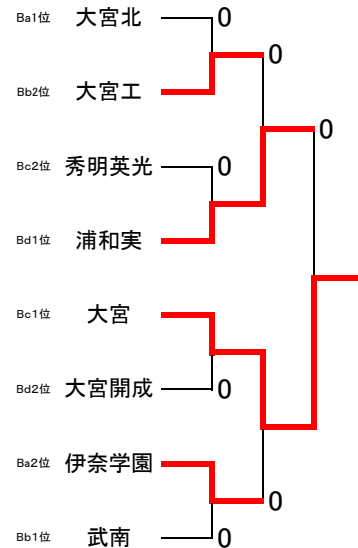 Ba1位 大宮北 0
0
Bb2位 大宮工
0
Bc2位 秀明英光 0
Bd1位 浦和実
Bc1位 大宮
Bd2位 大宮開成 0
Ba2位 伊奈学園
0
Bb1位 武南 0